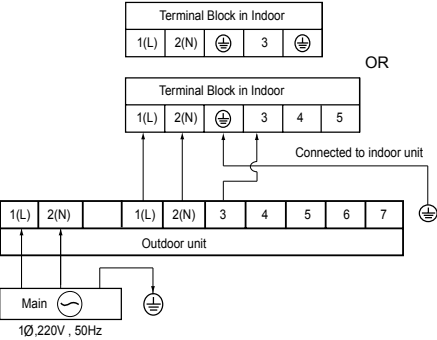 Terminal Block in Indoor
1(L) 2(N) 3
OR
Terminal Block in Indoor
1(L) 2(N) 3 4 5
Connected to indoor unit
1(L) 2(N) 1(L) 2(N) 3 4 5 6 7
Outdoor unit
Main
1Ø,220V , 50Hz